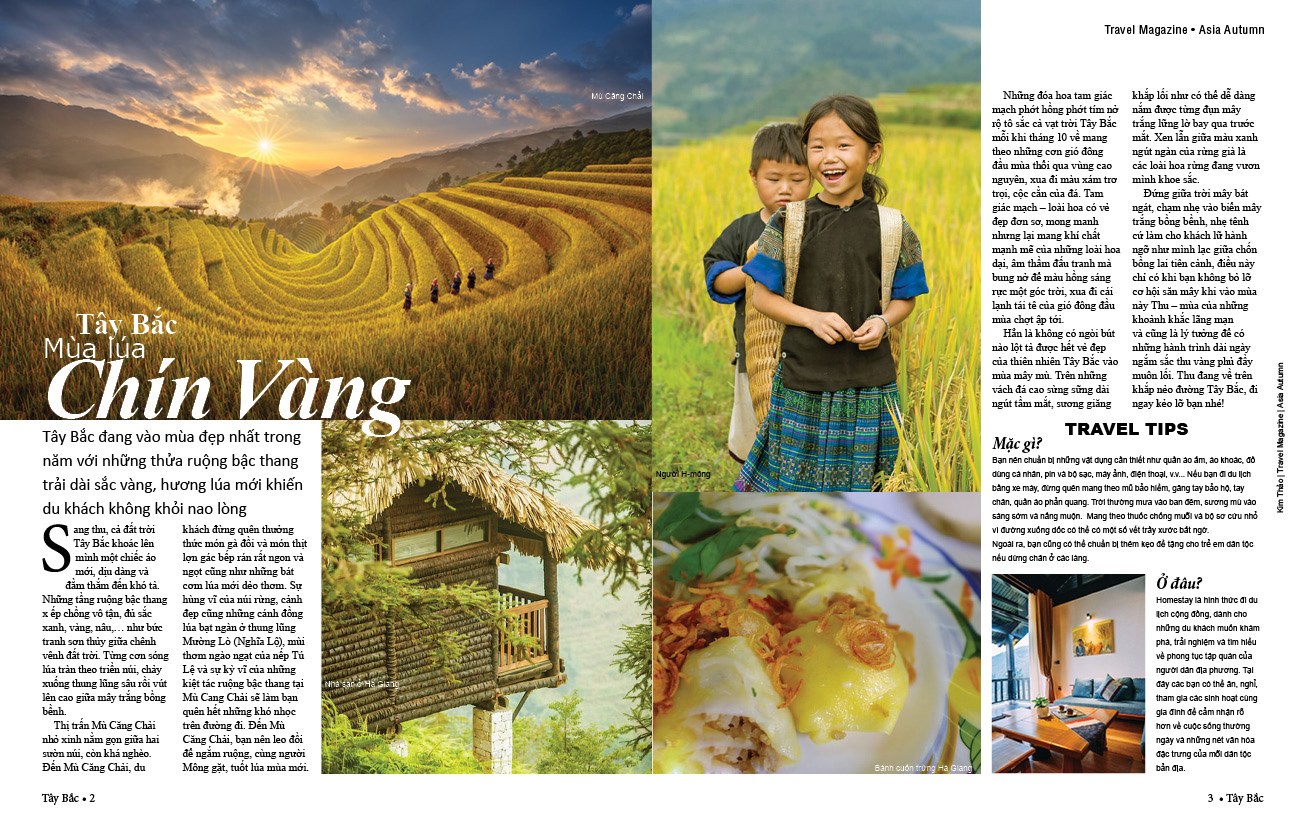 Travel Magazine • Asia Autumn
Mù Căng Chải
Tây Bắc
Mùa lúa
Chín Vàng
Tây Bắc đang vào mùa đẹp nhất trong
năm với những thửa ruộng bậc thang
trải dài sắc vàng, hương lúa mới khiến
du khách không khỏi nao lòng
Sang thu, cả đất trời
Tây Bắc khoác lên
mình một chiếc áo
mới, dịu dàng và
đằm thắm đến khó tả.
Những tầng ruộng bậc thang
x ếp chồng vô tận, đủ sắc
xanh, vàng, nâu,… như bức
tranh sơn thủy giữa chênh
vênh đất trời. Từng cơn sóng
lúa tràn theo triền núi, chảy
xuống thung lũng sâu rồi vút
lên cao giữa mây trắng bồng
bềnh.
Thị trấn Mù Căng Chải
nhỏ xinh nằm gọn giữa hai
sườn núi, còn khá nghèo.
Đến Mù Căng Chải, du
khách đừng quên thưởng
thức món gà đồi và món thịt
lợn gác bếp rán rất ngon và
ngọt cũng như những bát
cơm lúa mới dẻo thơm. Sự
hùng vĩ của núi rừng, cảnh
đẹp cũng những cánh đồng
lúa bạt ngàn ở thung lũng
Mường Lò (Nghĩa Lộ), mùi
thơm ngào ngạt của nếp Tú
Lệ và sự kỳ vĩ của những
kiệt tác ruộng bậc thang tại
Mù Cang Chải sẽ làm bạn
quên hết những khó nhọc
trên đường đi. Đến Mù
Căng Chải, bạn nên leo đồi
để ngắm ruộng, cùng người
Mông gặt, tuốt lúa mùa mới.
Nhà sàn ở Hà Giang
Người H-mông
Bánh cuốn trứng Hà Giang
Những đóa hoa tam giác
mạch phớt hồng phớt tím nở
rộ tô sắc cả vạt trời Tây Bắc
mỗi khi tháng 10 về mang
theo những cơn gió đông
đầu mùa thổi qua vùng cao
nguyên, xua đi màu xám trơ
trọi, cộc cằn của đá. Tam
giác mạch – loài hoa có vẻ
đẹp đơn sơ, mong manh
nhưng lại mang khí chất
mạnh mẽ của những loài hoa
dại, âm thầm đấu tranh mà
bung nở để màu hồng sáng
rực một góc trời, xua đi cái
lạnh tái tê của gió đông đầu
mùa chợt ập tới.
Hẳn là không có ngòi bút
nào lột tả được hết vẻ đẹp
của thiên nhiên Tây Bắc vào
mùa mây mù. Trên những
vách đá cao sừng sững dài
ngút tầm mắt, sương giăng
khắp lối như có thể dễ dàng
nắm được từng đụn mây
trắng lững lờ bay qua trước
mắt. Xen lẫn giữa màu xanh
ngút ngàn của rừng già là
các loài hoa rừng đang vươn
mình khoe sắc.
Đứng giữa trời mây bát
ngát, chạm nhẹ vào biển mây
trắng bồng bềnh, nhẹ tênh
cứ làm cho khách lữ hành
ngỡ như mình lạc giữa chốn
bồng lai tiên cảnh, điều này
chỉ có khi bạn không bỏ lỡ
cơ hội săn mây khi vào mùa
này Thu – mùa của những
khoảnh khắc lãng mạn
và cũng là lý tưởng để có
những hành trình dài ngày
ngắm sắc thu vàng phủ đầy
muôn lối. Thu đang về trên
khắp nẻo đường Tây Bắc, đi
ngay kẻo lỡ bạn nhé!
TRAVEL TIPS
Mặc gì?
Bạn nên chuẩn bị những vật dụng cần thiết như quần áo ấm, áo khoác, đồ
dùng cá nhân, pin và bộ sạc, máy ảnh, điện thoại, v.v... Nếu bạn đi du lịch
bằng xe máy, đừng quên mang theo mũ bảo hiểm, găng tay bảo hộ, tay
chân, quần áo phản quang. Trời thường mưa vào ban đêm, sương mù vào
sáng sớm và nắng muộn. Mang theo thuốc chống muỗi và bộ sơ cứu nhỏ
vì đường xuống dốc có thể có một số vết trầy xước bất ngờ.
Ngoài ra, bạn cũng có thể chuẩn bị thêm kẹo để tặng cho trẻ em dân tộc
nếu dừng chân ở các làng.
Ở đâu?
Homestay là hình thức đi du
lịch cộng đồng, dành cho
những du khách muốn khám
phá, trải nghiệm và tìm hiểu
về phong tục tập quán của
người dân địa phương. Tại
đây các bạn có thể ăn, nghỉ,
tham gia các sinh hoạt cùng
gia đình để cảm nhận rõ
hơn về cuộc sống thường
ngày và những nét văn hóa
đặc trưng của mỗi dân tộc
bản địa.
Kim Thảo | Travel Magazine | Asia Autumn
Tây Bắc • 2
3 • Tây Bắc